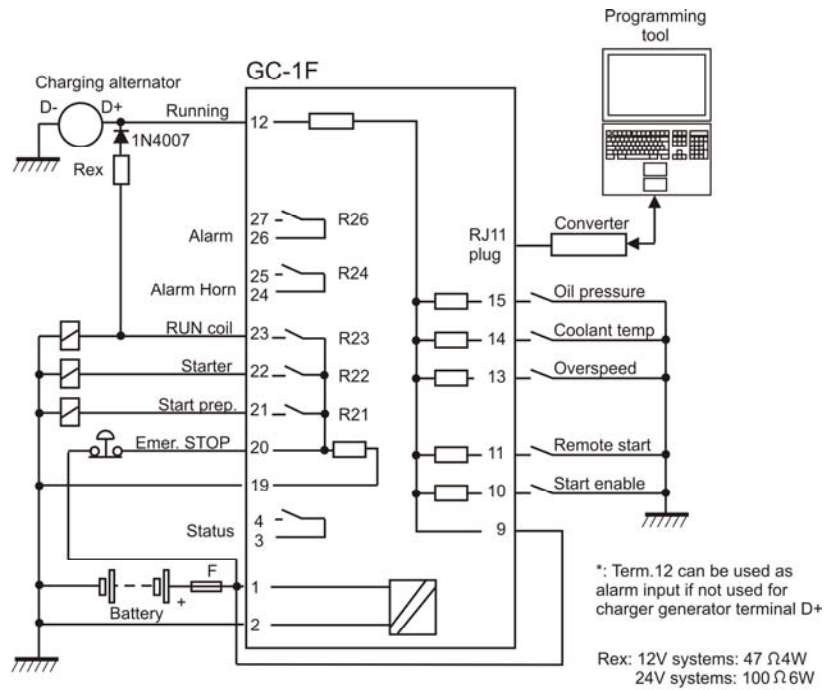 Programming
tool
GC-1F
Charging alternator
D- D+
Running
12
1N4007
Rex
27 R26
Alarm 26
RJ11
plug
Converter
25 R24
Alarm Horn 24
15 Oil pressure
RUN coil 23 R23
14 Coolant temp
Starter 22 R22
13 Overspeed
Start prep. 21 R21
Emer. STOP 20
11 Remote start
19
10 Start enable
4
Status 3
9
F
1
+
Battery
2
*: Term.12 can be used as
alarm input if not used for
charger generator terminal D+
Rex: 12V systems: 47 Ω4W
24V systems: 100 Ω6W